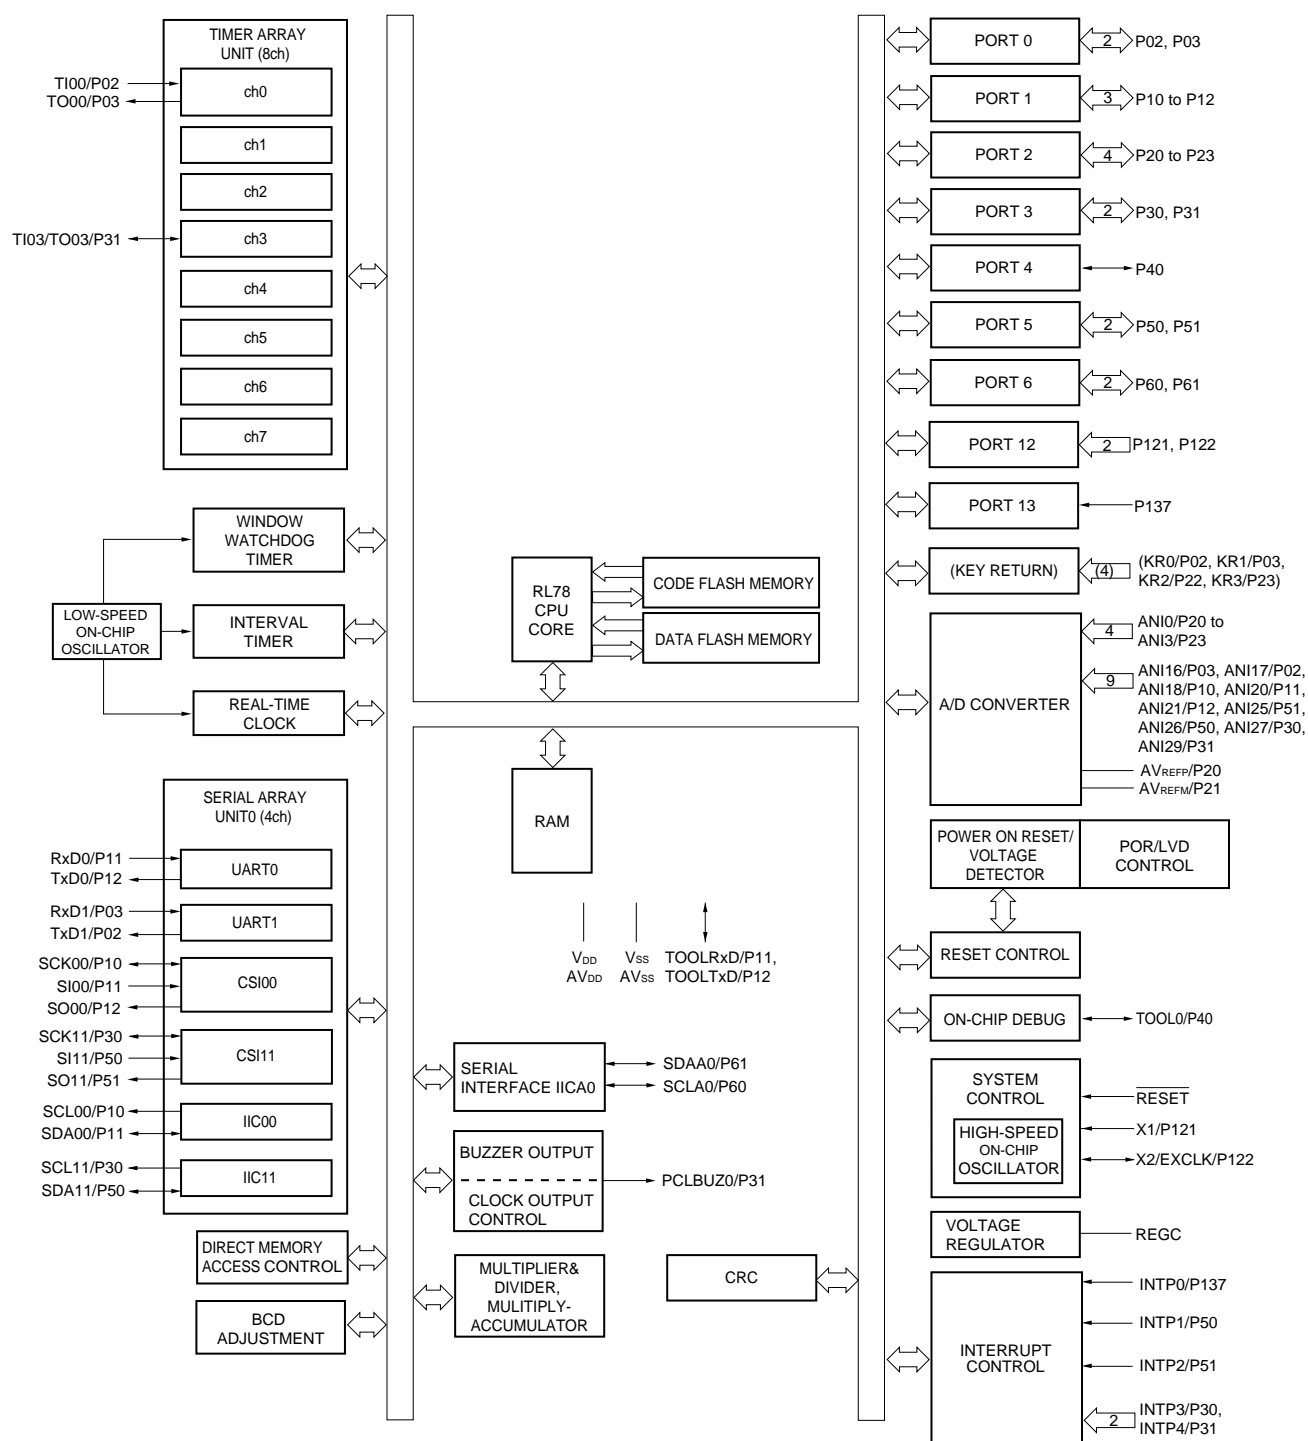 TIMER ARRAY
UNIT (8ch)
TI00/P02
TO00/P03
ch0
ch1
ch2
TI03/TO03/P31
ch3
ch4
ch5
ch6
ch7
WINDOW
WATCHDOG
TIMER
LOW-SPEED
ON-CHIP
OSCILLATOR
INTERVAL
TIMER
REAL-TIME
CLOCK
SERIAL ARRAY
UNIT0 (4ch)
RxD0/P11
TxD0/P12
UART0
RxD1/P03
TxD1/P02
UART1
SCK00/P10
SI00/P11
SO00/P12
CSI00
SCK11/P30
SI11/P50
SO11/P51
CSI11
SCL00/P10
SDA00/P11
IIC00
SCL11/P30
SDA11/P50
IIC11
DIRECT MEMORY
ACCESS CONTROL
BCD
ADJUSTMENT
RL78
CPU
CORE
CODE FLASH MEMORY
DATA FLASH MEMORY
RAM
VDD
AVDD
VSS
AVSS
TOOLRxD/P11,
TOOLTxD/P12
SERIAL
INTERFACE IICA0
SDAA0/P61
SCLA0/P60
BUZZER OUTPUT
CLOCK OUTPUT
CONTROL
PCLBUZ0/P31
MULTIPLIER&
DIVIDER,
MULITIPLY-
ACCUMULATOR
CRC
PORT 0
2
P02, P03
PORT 1
3
P10 to P12
PORT 2
4
P20 to P23
PORT 3
2
P30, P31
PORT 4
P40
PORT 5
2
P50, P51
PORT 6
2
P60, P61
PORT 12
2
P121, P122
PORT 13
P137
(KEY RETURN)
(4)
(KR0/P02, KR1/P03,
KR2/P22, KR3/P23)
A/D CONVERTER
4
ANI0/P20 to
ANI3/P23
9
ANI16/P03, ANI17/P02,
ANI18/P10, ANI20/P11,
ANI21/P12, ANI25/P51,
ANI26/P50, ANI27/P30,
ANI29/P31
AVREFP/P20
AVREFM/P21
POWER ON RESET/
VOLTAGE
DETECTOR
POR/LVD
CONTROL
RESET CONTROL
ON-CHIP DEBUG
TOOL0/P40
SYSTEM
CONTROL
HIGH-SPEED
ON-CHIP
OSCILLATOR
RESET
X1/P121
X2/EXCLK/P122
VOLTAGE
REGULATOR
REGC
INTERRUPT
CONTROL
INTP0/P137
INTP1/P50
INTP2/P51
2
INTP3/P30,
INTP4/P31